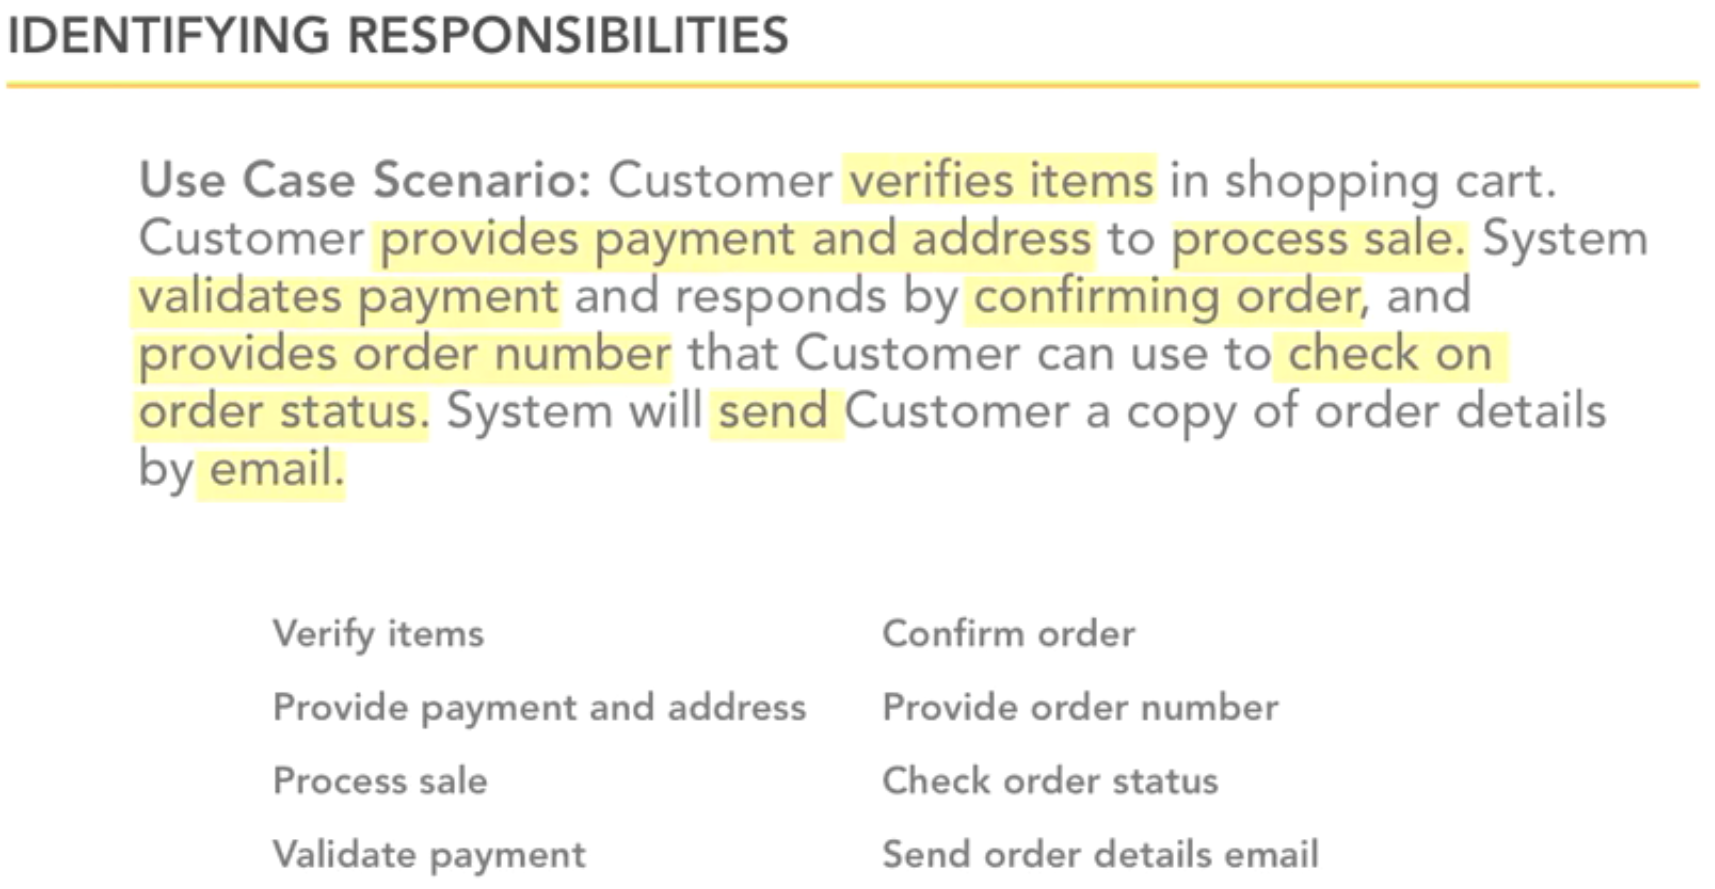 IDENTIFYING RESPONSIBILITIES
Use Case Scenario: Customer verifies items in shopping cart.
Customer provides payment and address to process sale. System
validates payment and responds by confirming order, and
provides order number that Customer can use to check on
order status. System will send Customer a copy of order details
by email.
Verify items
Provide payment and address
Process sale
Validate payment
Confirm order
Provide order number
Check order status
Send order details email